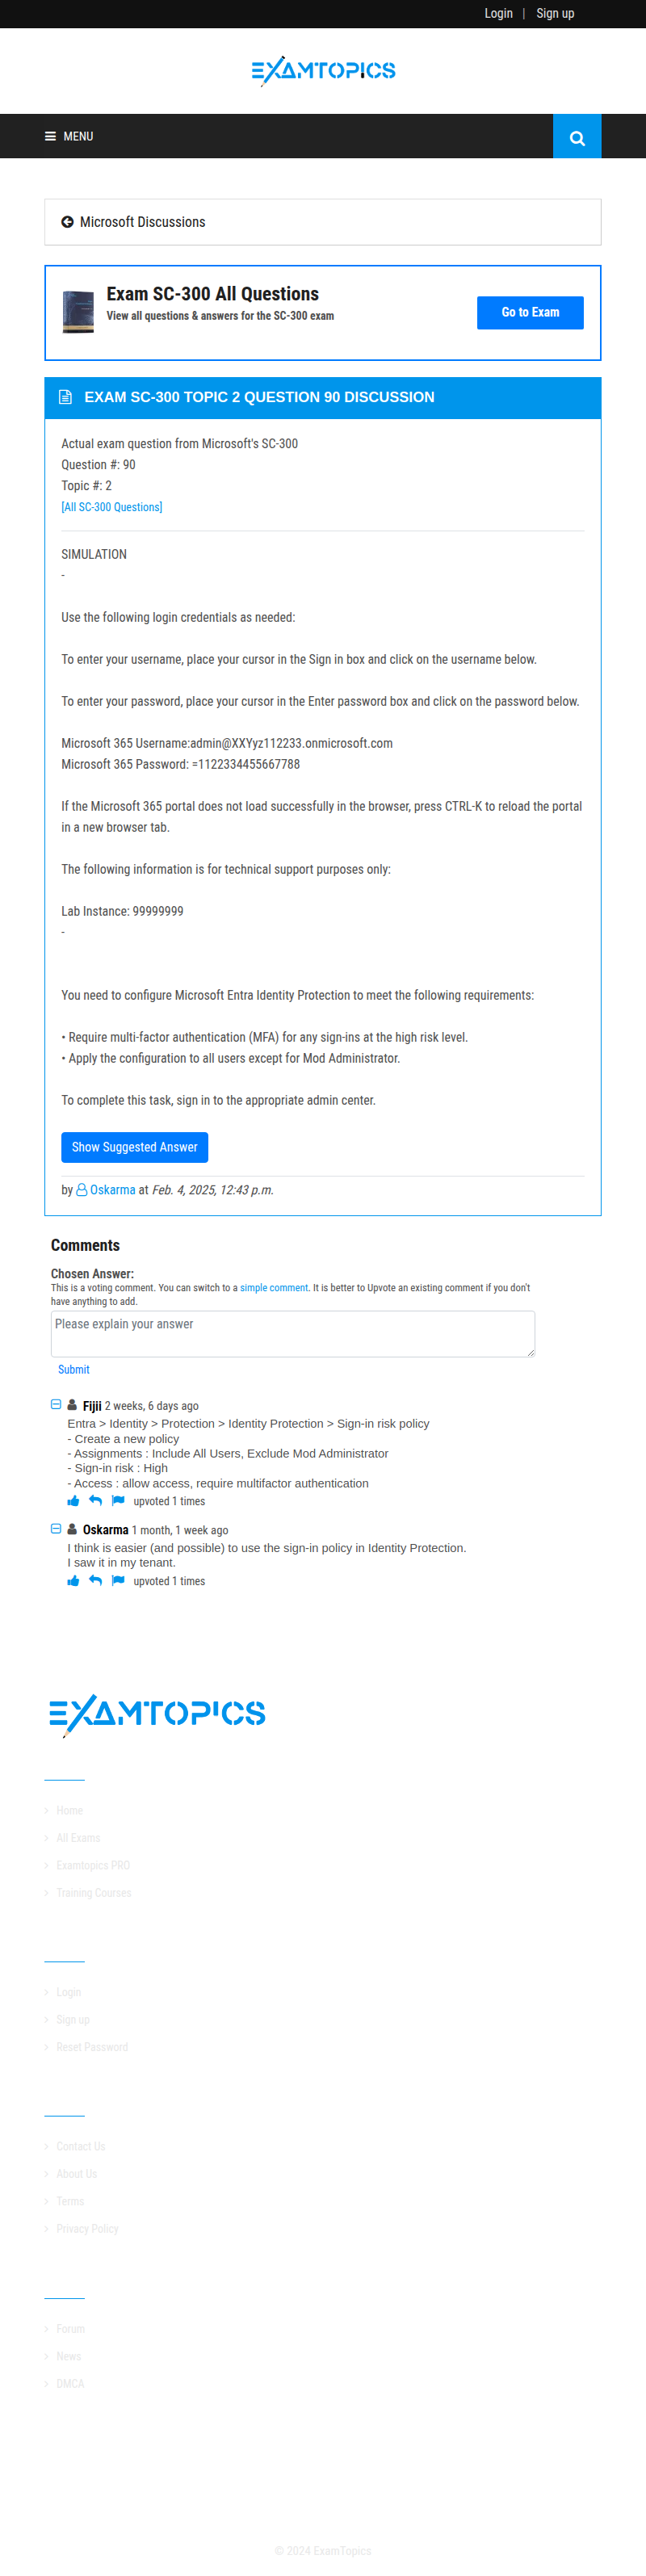 Login | Sign up
EXAMTOPICS
MENU
Microsoft Discussions
Exam SC-300 All Questions
View all questions & answers for the SC-300 exam
Go to Exam
EXAM SC-300 TOPIC 2 QUESTION 90 DISCUSSION
Actual exam question from Microsoft's SC-300
Question #: 90
Topic #: 2
[All SC-300 Questions]
SIMULATION
-
Use the following login credentials as needed:
To enter your username, place your cursor in the Sign in box and click on the username below.
To enter your password, place your cursor in the Enter password box and click on the password below.
Microsoft 365 Username:admin@XXYyz112233.onmicrosoft.com
Microsoft 365 Password: =1122334455667788
If the Microsoft 365 portal does not load successfully in the browser, press CTRL-K to reload the portal
in a new browser tab.
The following information is for technical support purposes only:
Lab Instance: 99999999
-
You need to configure Microsoft Entra Identity Protection to meet the following requirements:
• Require multi-factor authentication (MFA) for any sign-ins at the high risk level.
• Apply the configuration to all users except for Mod Administrator.
To complete this task, sign in to the appropriate admin center.
Show Suggested Answer
by Oskarma at Feb. 4, 2025, 12:43 p.m.
Comments
Chosen Answer:
This is a voting comment. You can switch to a simple comment. It is better to Upvote an existing comment if you don't
have anything to add.
Please explain your answer
Submit
Fijii 2 weeks, 6 days ago
Entra > Identity > Protection > Identity Protection > Sign-in risk policy
- Create a new policy
- Assignments : Include All Users, Exclude Mod Administrator
- Sign-in risk : High
- Access : allow access, require multifactor authentication
upvoted 1 times
Oskarma 1 month, 1 week ago
I think is easier (and possible) to use the sign-in policy in Identity Protection.
I saw it in my tenant.
upvoted 1 times
EXAMTOPICS
Home
All Exams
Examtopics PRO
Training Courses
Login
Sign up
Reset Password
Contact Us
About Us
Terms
Privacy Policy
Forum
News
DMCA
© 2024 ExamTopics